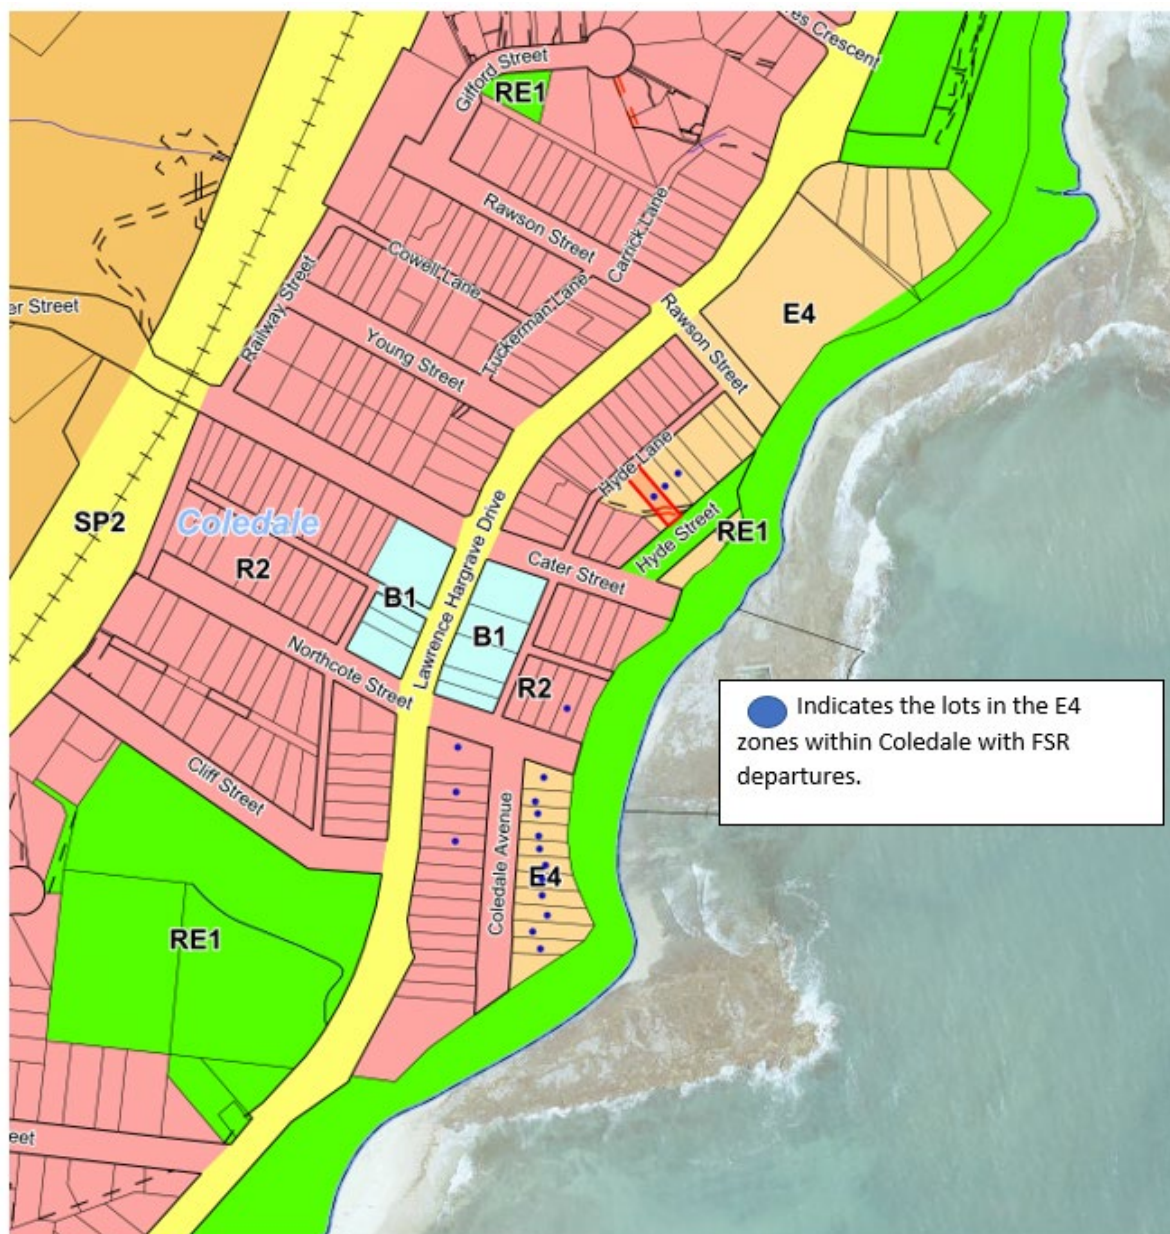 es Crescent
Gifford Street
RE1
Rawson Street
Carrick Lane
Cowell Lane
Tuckerman Lane
er Street
Railway Street
Young Street
Rawson Street
E4
Hyde Lane
SP2
Coledale
R2
Lawrence Hargrave Drive
Hyde Street
RE1
Cater Street
B1
B1
Northcote Street
R2
Indicates the lots in the E4
zones within Coledale with FSR
departures.
Cliff Street
Coledale Avenue
E4
RE1
eet